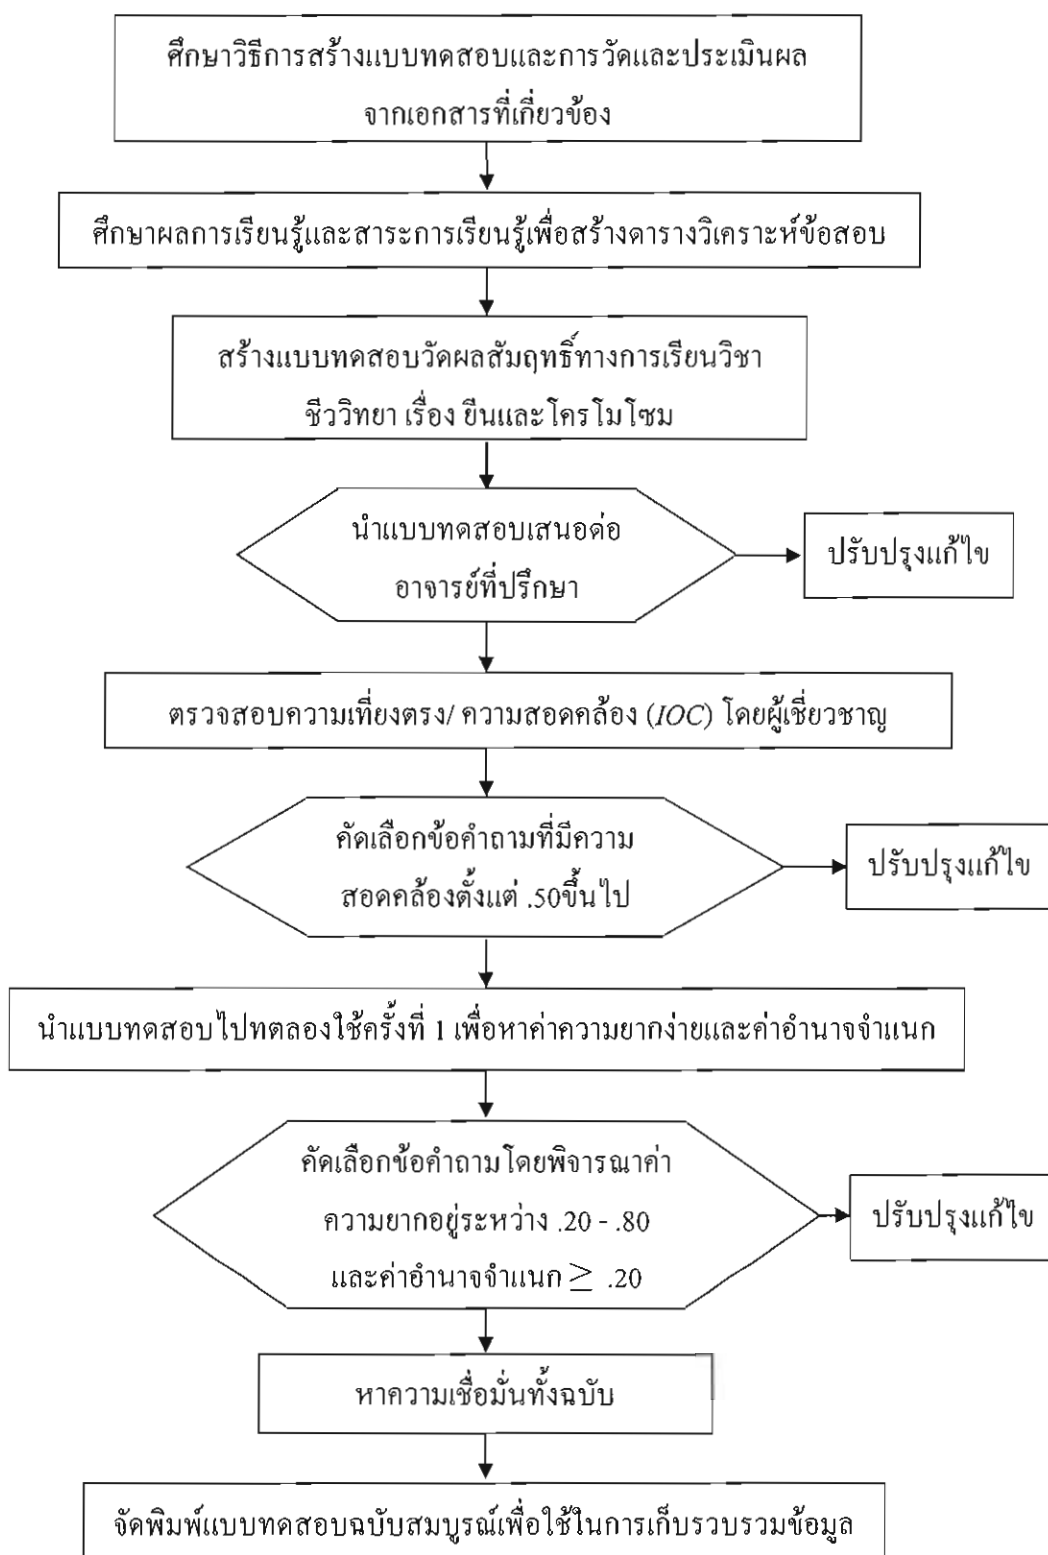 ศึกษาวิธีการสร้างแบบทดสอบและการวัดและประเมินผล
จากเอกสารที่เกี่ยวข้อง
ศึกษาผลการเรียนรู้และสาระการเรียนรู้เพื่อสร้างตารางวิเคราะห์ข้อสอบ
สร้างแบบทดสอบวัดผลสัมฤทธิ์ทางการเรียนวิชา
ชีววิทยา เรื่อง ยีนและโครโมโซม
นำแบบทดสอบเสนอต่อ
อาจารย์ที่ปรึกษา
ปรับปรุงแก้ไข
ตรวจสอบความเที่ยงตรง/ ความสอดคล้อง (IOC) โดยผู้เชี่ยวชาญ
คัดเลือกข้อคำถามที่มีความ
สอดคล้องตั้งแต่ .50ขึ้นไป
ปรับปรุงแก้ไข
นำแบบทดสอบไปทดลองใช้ครั้งที่ 1 เพื่อหาค่าความยากง่ายและค่าอำนาจจำแนก
คัดเลือกข้อคำถามโดยพิจารณาค่า
ความยากอยู่ระหว่าง .20 - .80
และค่าอำนาจจำแนก ≥ .20
ปรับปรุงแก้ไข
หาความเชื่อมั่นทั้งฉบับ
จัดพิมพ์แบบทดสอบฉบับสมบูรณ์เพื่อใช้ในการเก็บรวบรวมข้อมูล